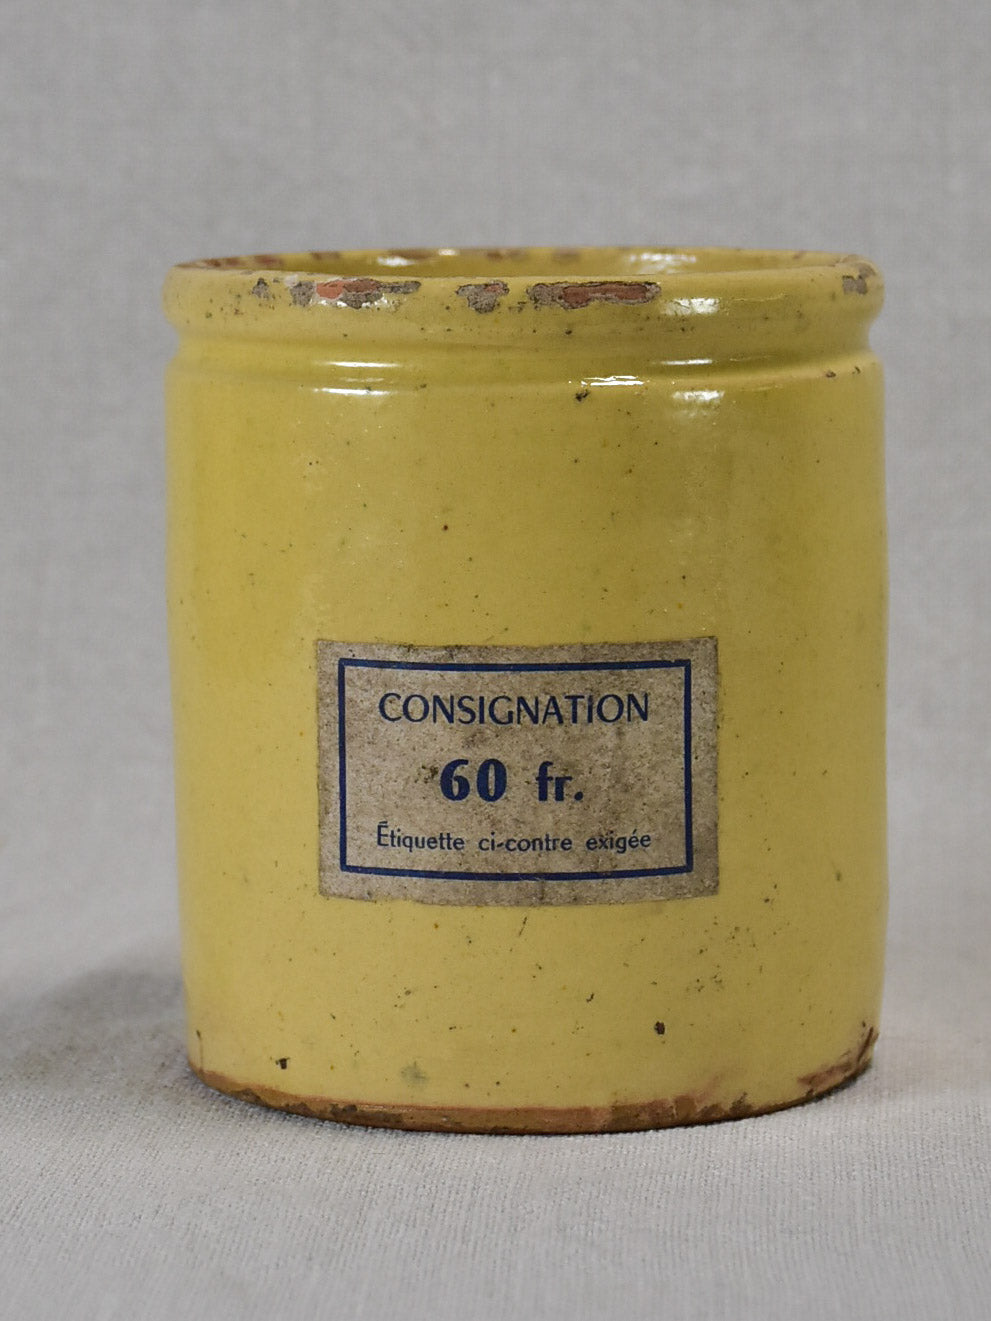 CONSIGNATION
60 fr.
Étiquette ci-contre exigée